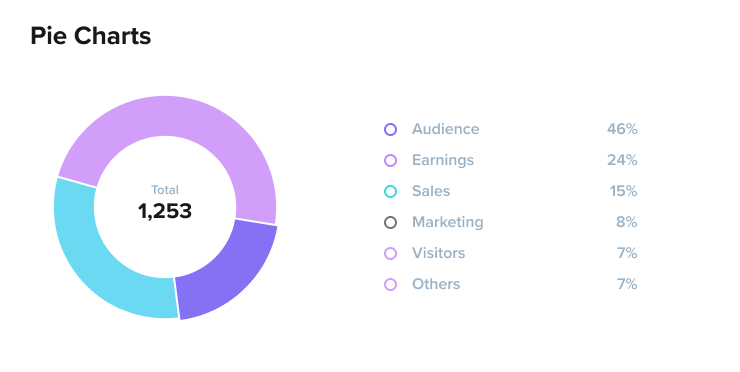 Pie Charts
Total
1,253
Audience 46%
Earnings 24%
Sales 15%
Marketing 8%
Visitors 7%
Others 7%